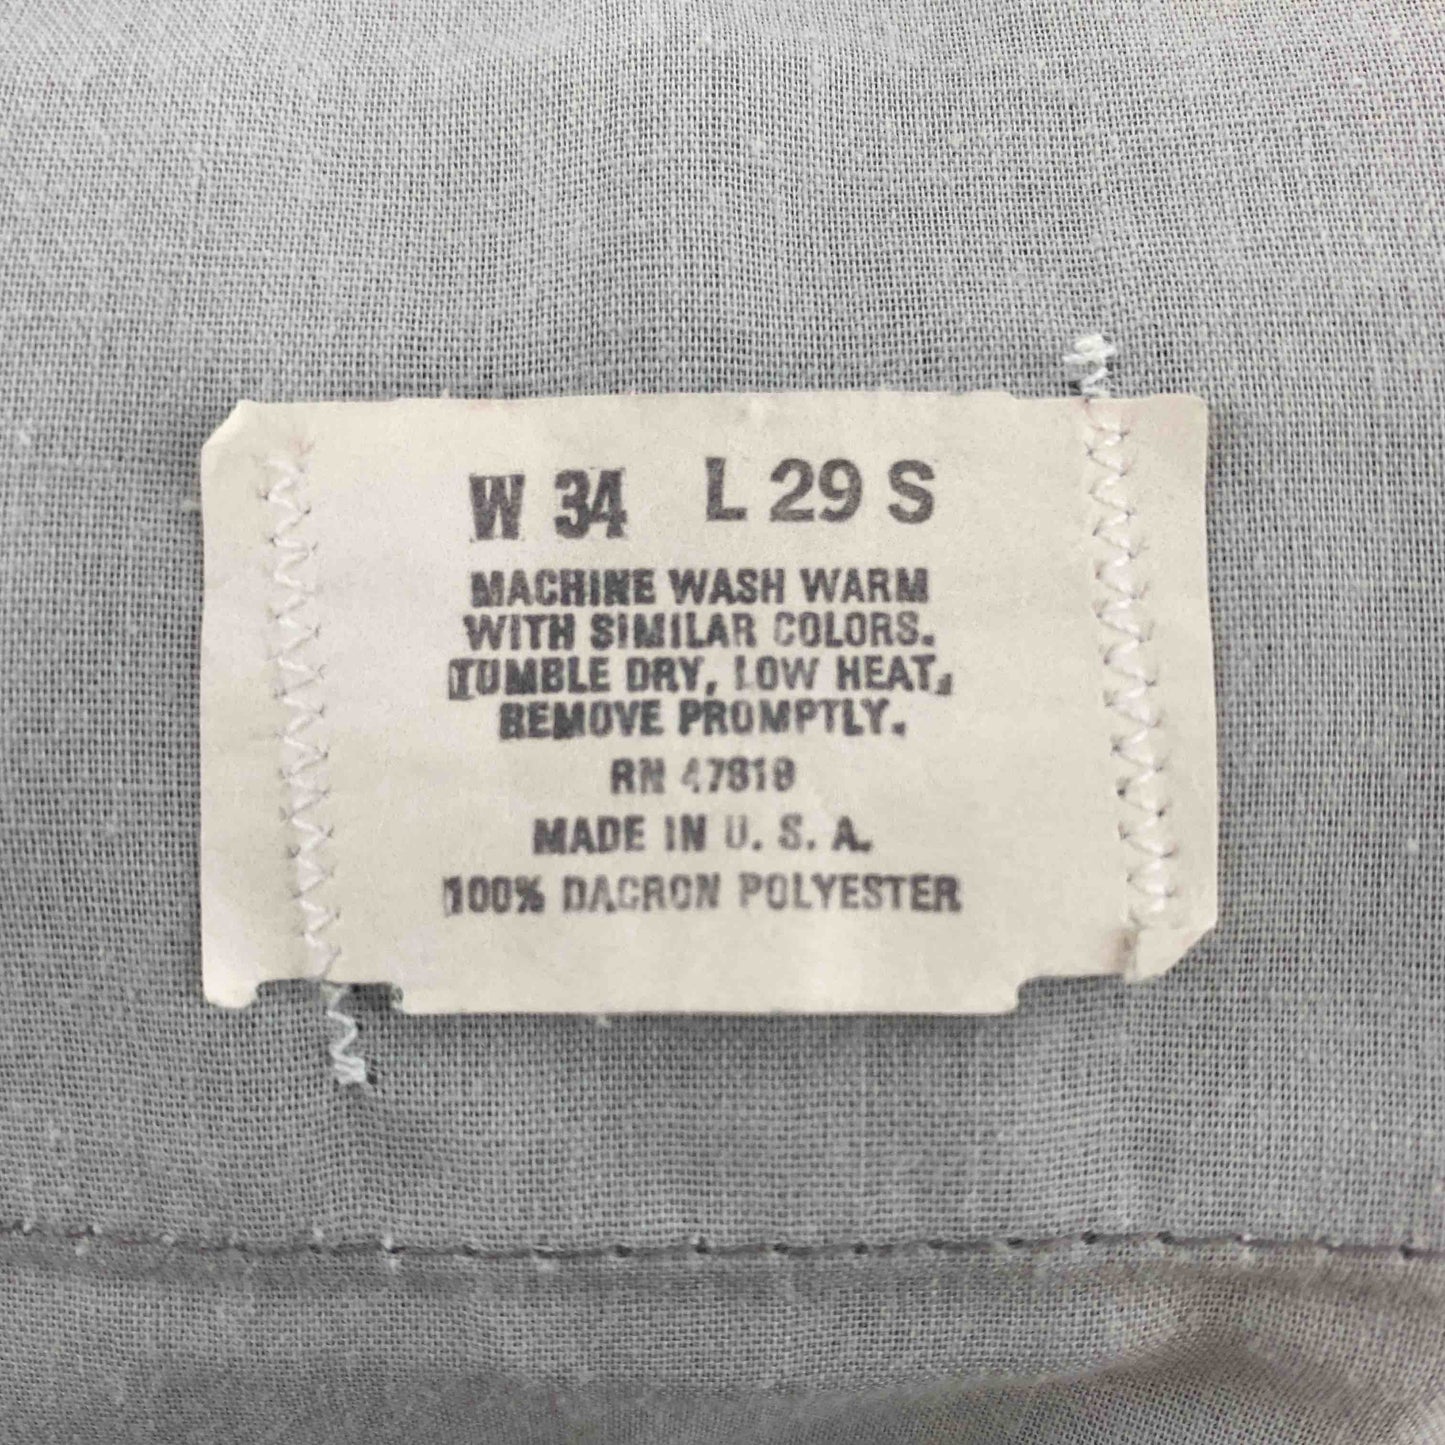 W 34 L 29 S
MACHINE WASH WARM
WITH SIMILAR COLORS.
TUMBLE DRY, LOW HEAT,
REMOVE PROMPTLY.
RN 47819
MADE IN U. S. A.
100% DACRON POLYESTER